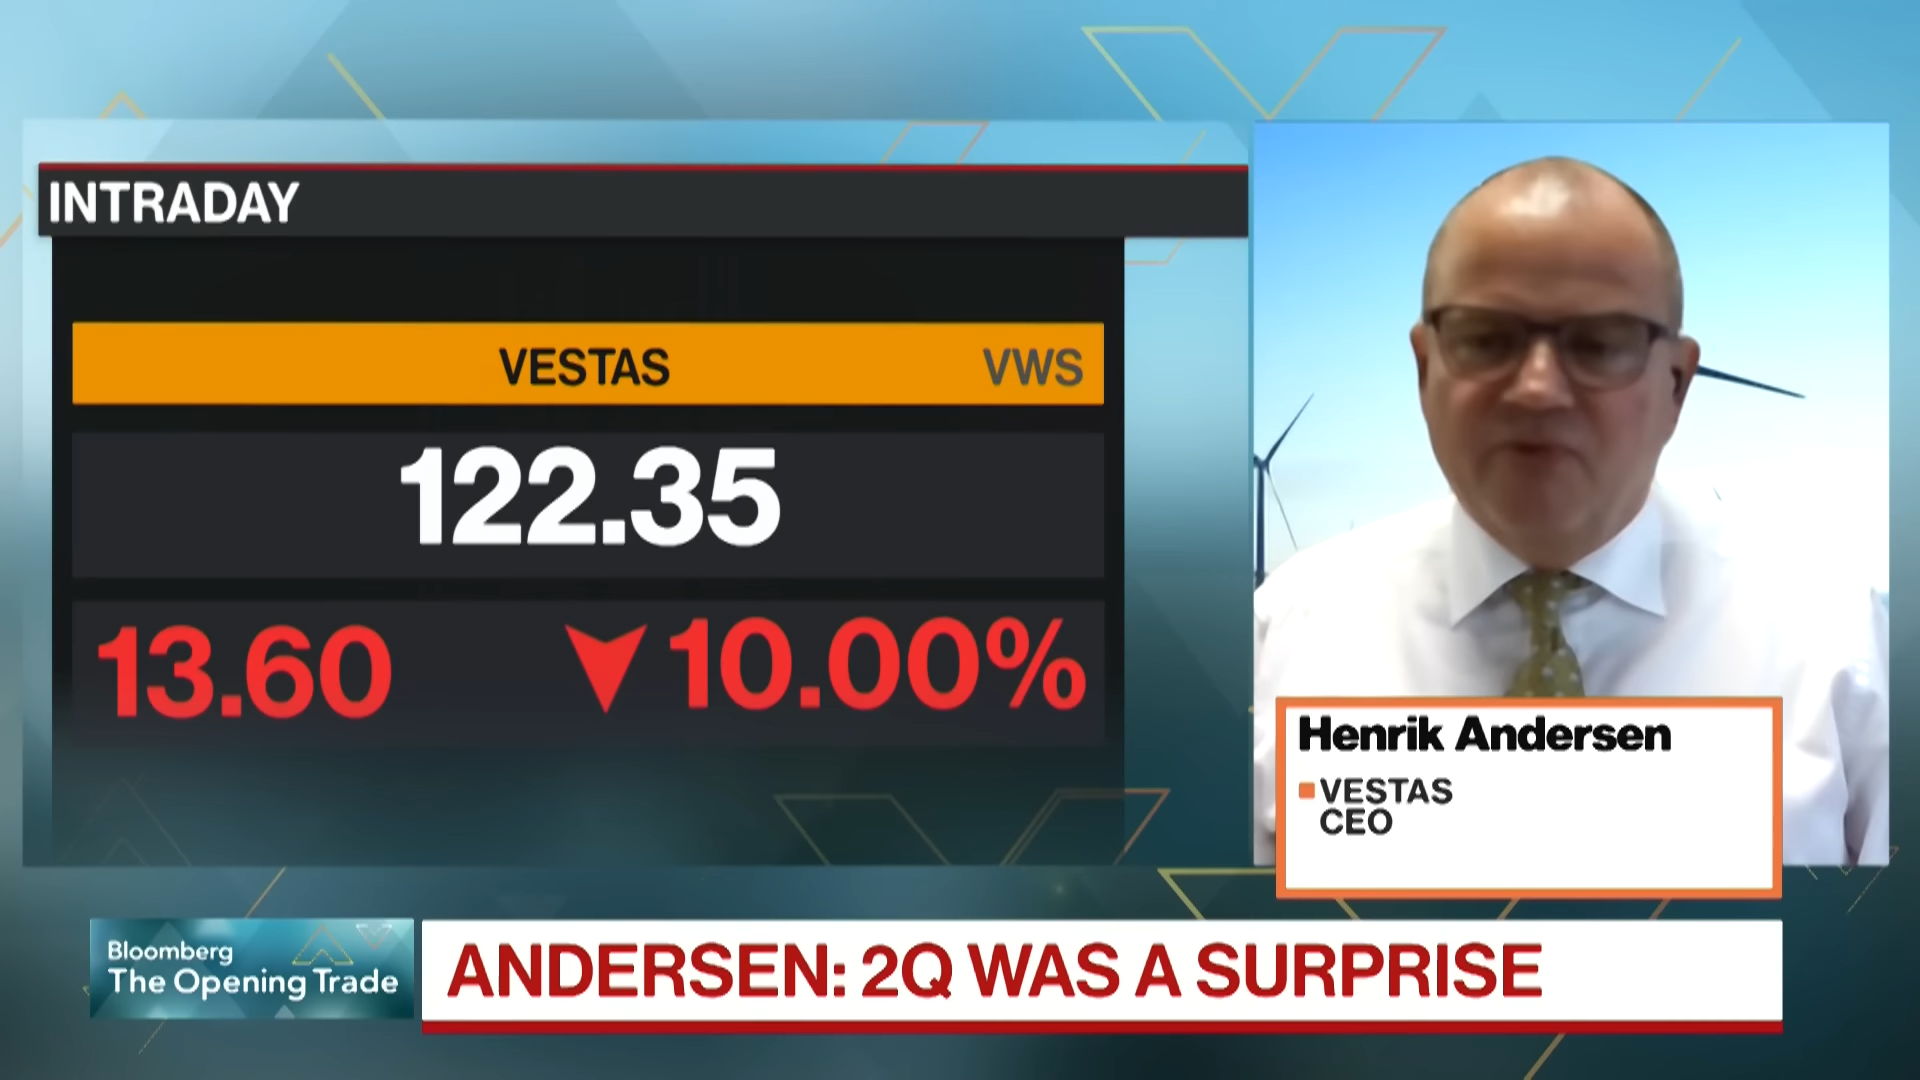 INTRADAY
VESTAS VWS
122.35
13.60 10.00%
Henrik Andersen
VESTAS
CEO
Bloomberg
The Opening Trade
ANDERSEN: 2Q WAS A SURPRISE